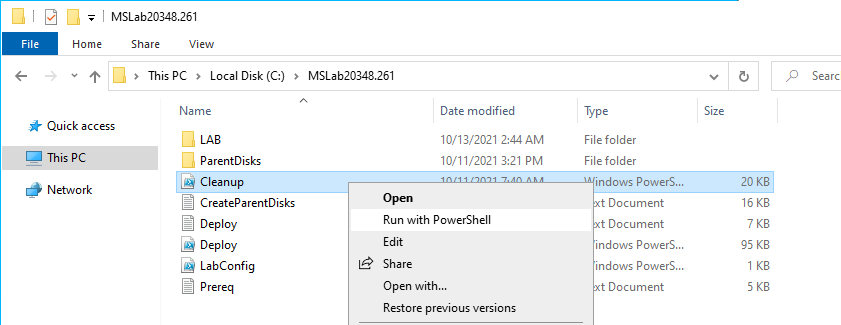 MSLab20348.261
File Home Share View
This PC Local Disk (C:) MSLab20348.261 Searc
Name Date modified Type Size
Quick access
This PC
Network
LAB 10/13/2021 2:44 AM File folder
ParentDisks 10/11/2021 3:21 PM File folder
Cleanup 10/11/2021 7:40 AM Windows PowerS... 20 KB
CreateParentDisks ext Document 16 KB
Deploy ext Document 7 KB
Deploy Windows PowerS... 95 KB
LabConfig Windows PowerS... 1 KB
Prereq ext Document 5 KB
Open
Run with PowerShell
Edit
Share
Open with...
Restore previous versions